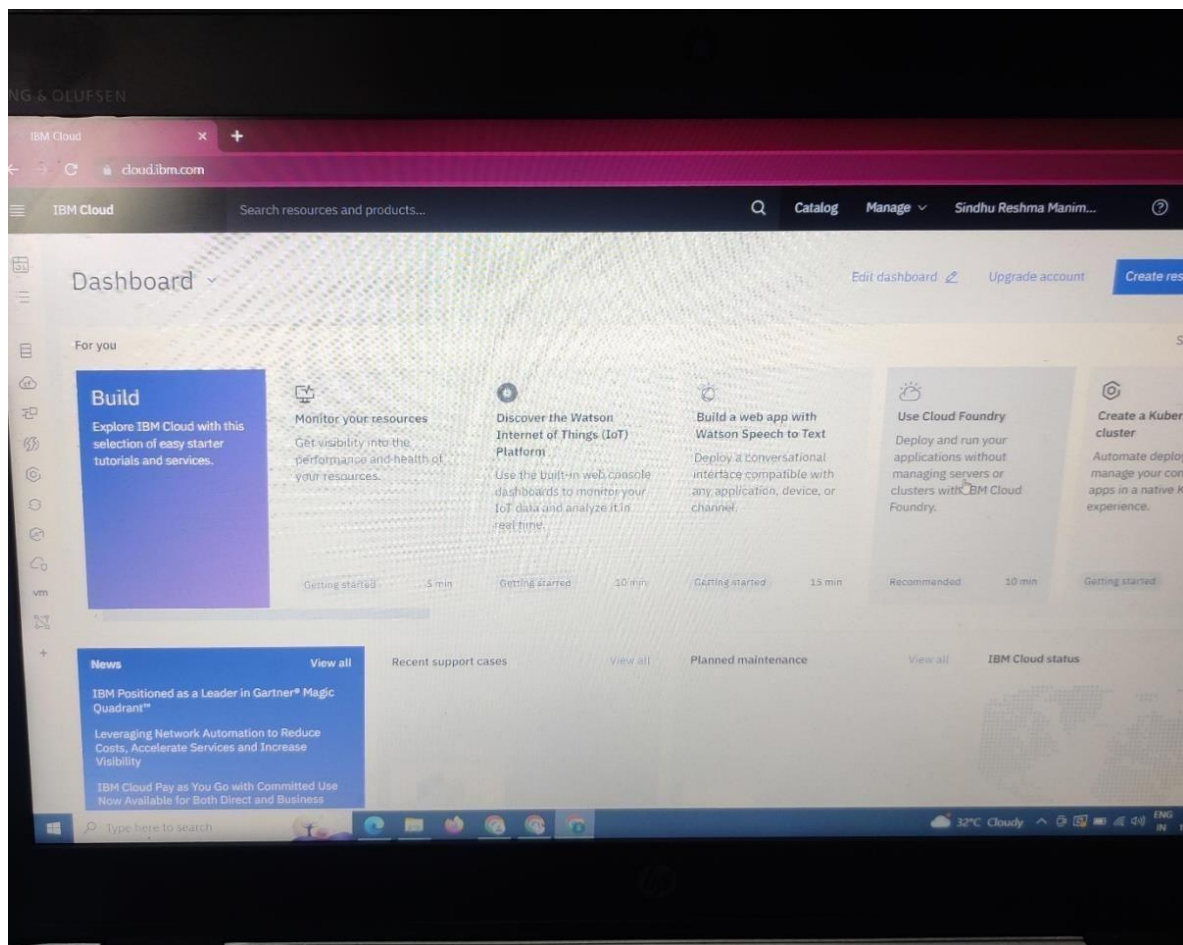 NG & OLUFSEN
IBM Cloud
cloud.ibm.com
IBM Cloud
Search resources and products...
Catalog
Manage
Sindhu Reshma Manim...
Dashboard
Edit dashboard
Upgrade account
Create res
For you
S
Build
Explore IBM Cloud with this
selection of easy starter
tutorials and services.
Monitor your resources
Get visibility into the
performance and health of
your resources.
Getting started
5 min
Discover the Watson
Internet of Things (IoT)
Platform
Use the built-in web console
dashboards to monitor your
IoT data and analyze it in
real time.
Getting started
10 min
Build a web app with
Watson Speech to Text
Deploy a conversational
interface compatible with
any application, device, or
channel.
Getting started
15 min
Use Cloud Foundry
Deploy and run your
applications without
managing servers or
clusters with IBM Cloud
Foundry.
Recommended
10 min
Create a Kuber
cluster
Automate deploy
manage your con
apps in a native K
experience.
Getting started
vm
News
View all
IBM Positioned as a Leader in Gartner® Magic
Quadrant™
Leveraging Network Automation to Reduce
Costs, Accelerate Services and Increase
Visibility
IBM Cloud Pay as You Go with Committed Use
Now Available for Both Direct and Business
Recent support cases
View all
Planned maintenance
View all
IBM Cloud status
Type here to search
32°C Cloudy
ENG
IN
hp